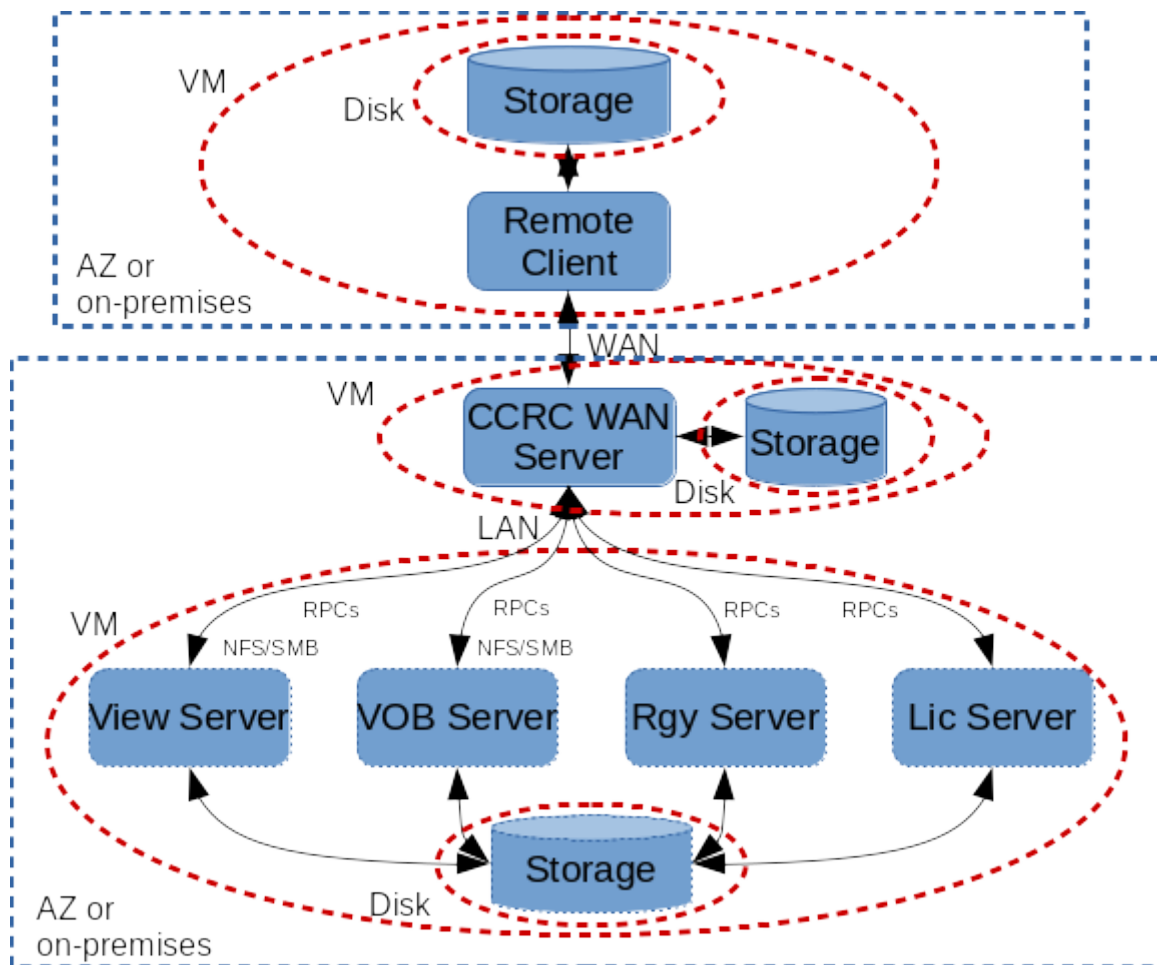 VM
Storage
Disk
Remote
Client
AZ or
on-premises
WAN
VM
CCRC WAN
Server
Storage
Disk
LAN
RPCs
RPCs
RPCs
RPCs
VM
NFS/SMB
NFS/SMB
View Server
VOB Server
Rgy Server
Lic Server
Storage
Disk
AZ or
on-premises